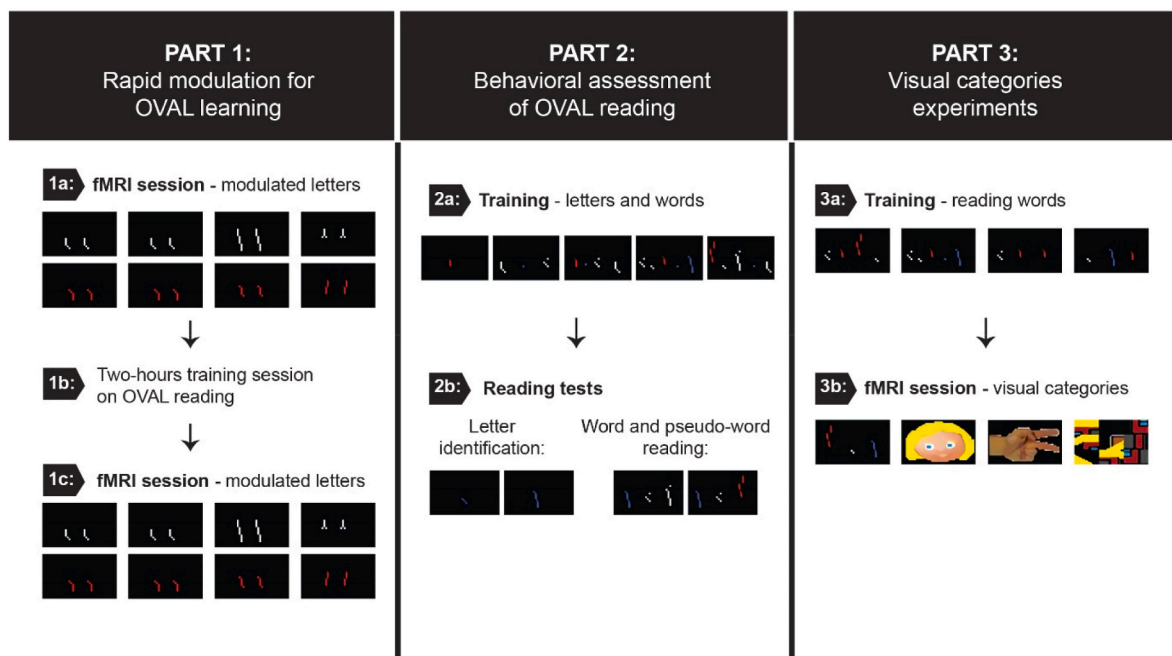 PART 1:
Rapid modulation for
OVAL learning
1a: fMRI session - modulated letters
1b: Two-hours training session
on OVAL reading
1c: fMRI session - modulated letters
PART 2:
Behavioral assessment
of OVAL reading
2a: Training - letters and words
2b: Reading tests
Letter
identification:
Word and pseudo-word
reading:
PART 3:
Visual categories
experiments
3a: Training - reading words
3b: fMRI session - visual categories